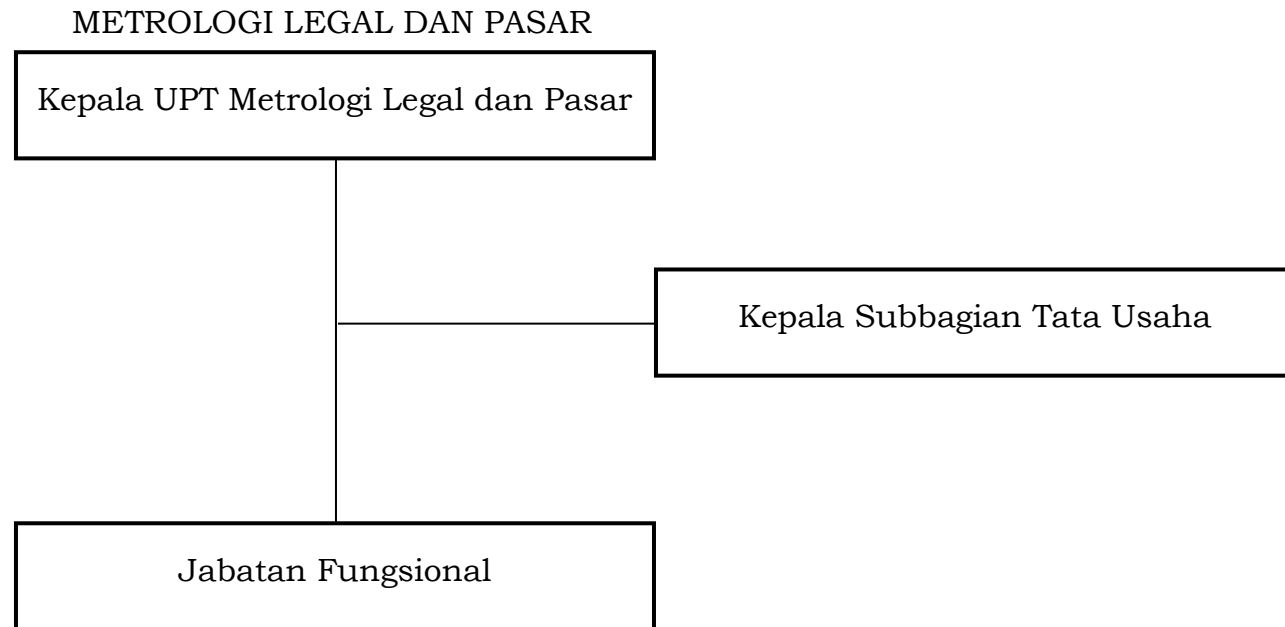 METROLOGI LEGAL DAN PASAR
Kepala UPT Metrologi Legal dan Pasar
Kepala Subbagian Tata Usaha
Jabatan Fungsional